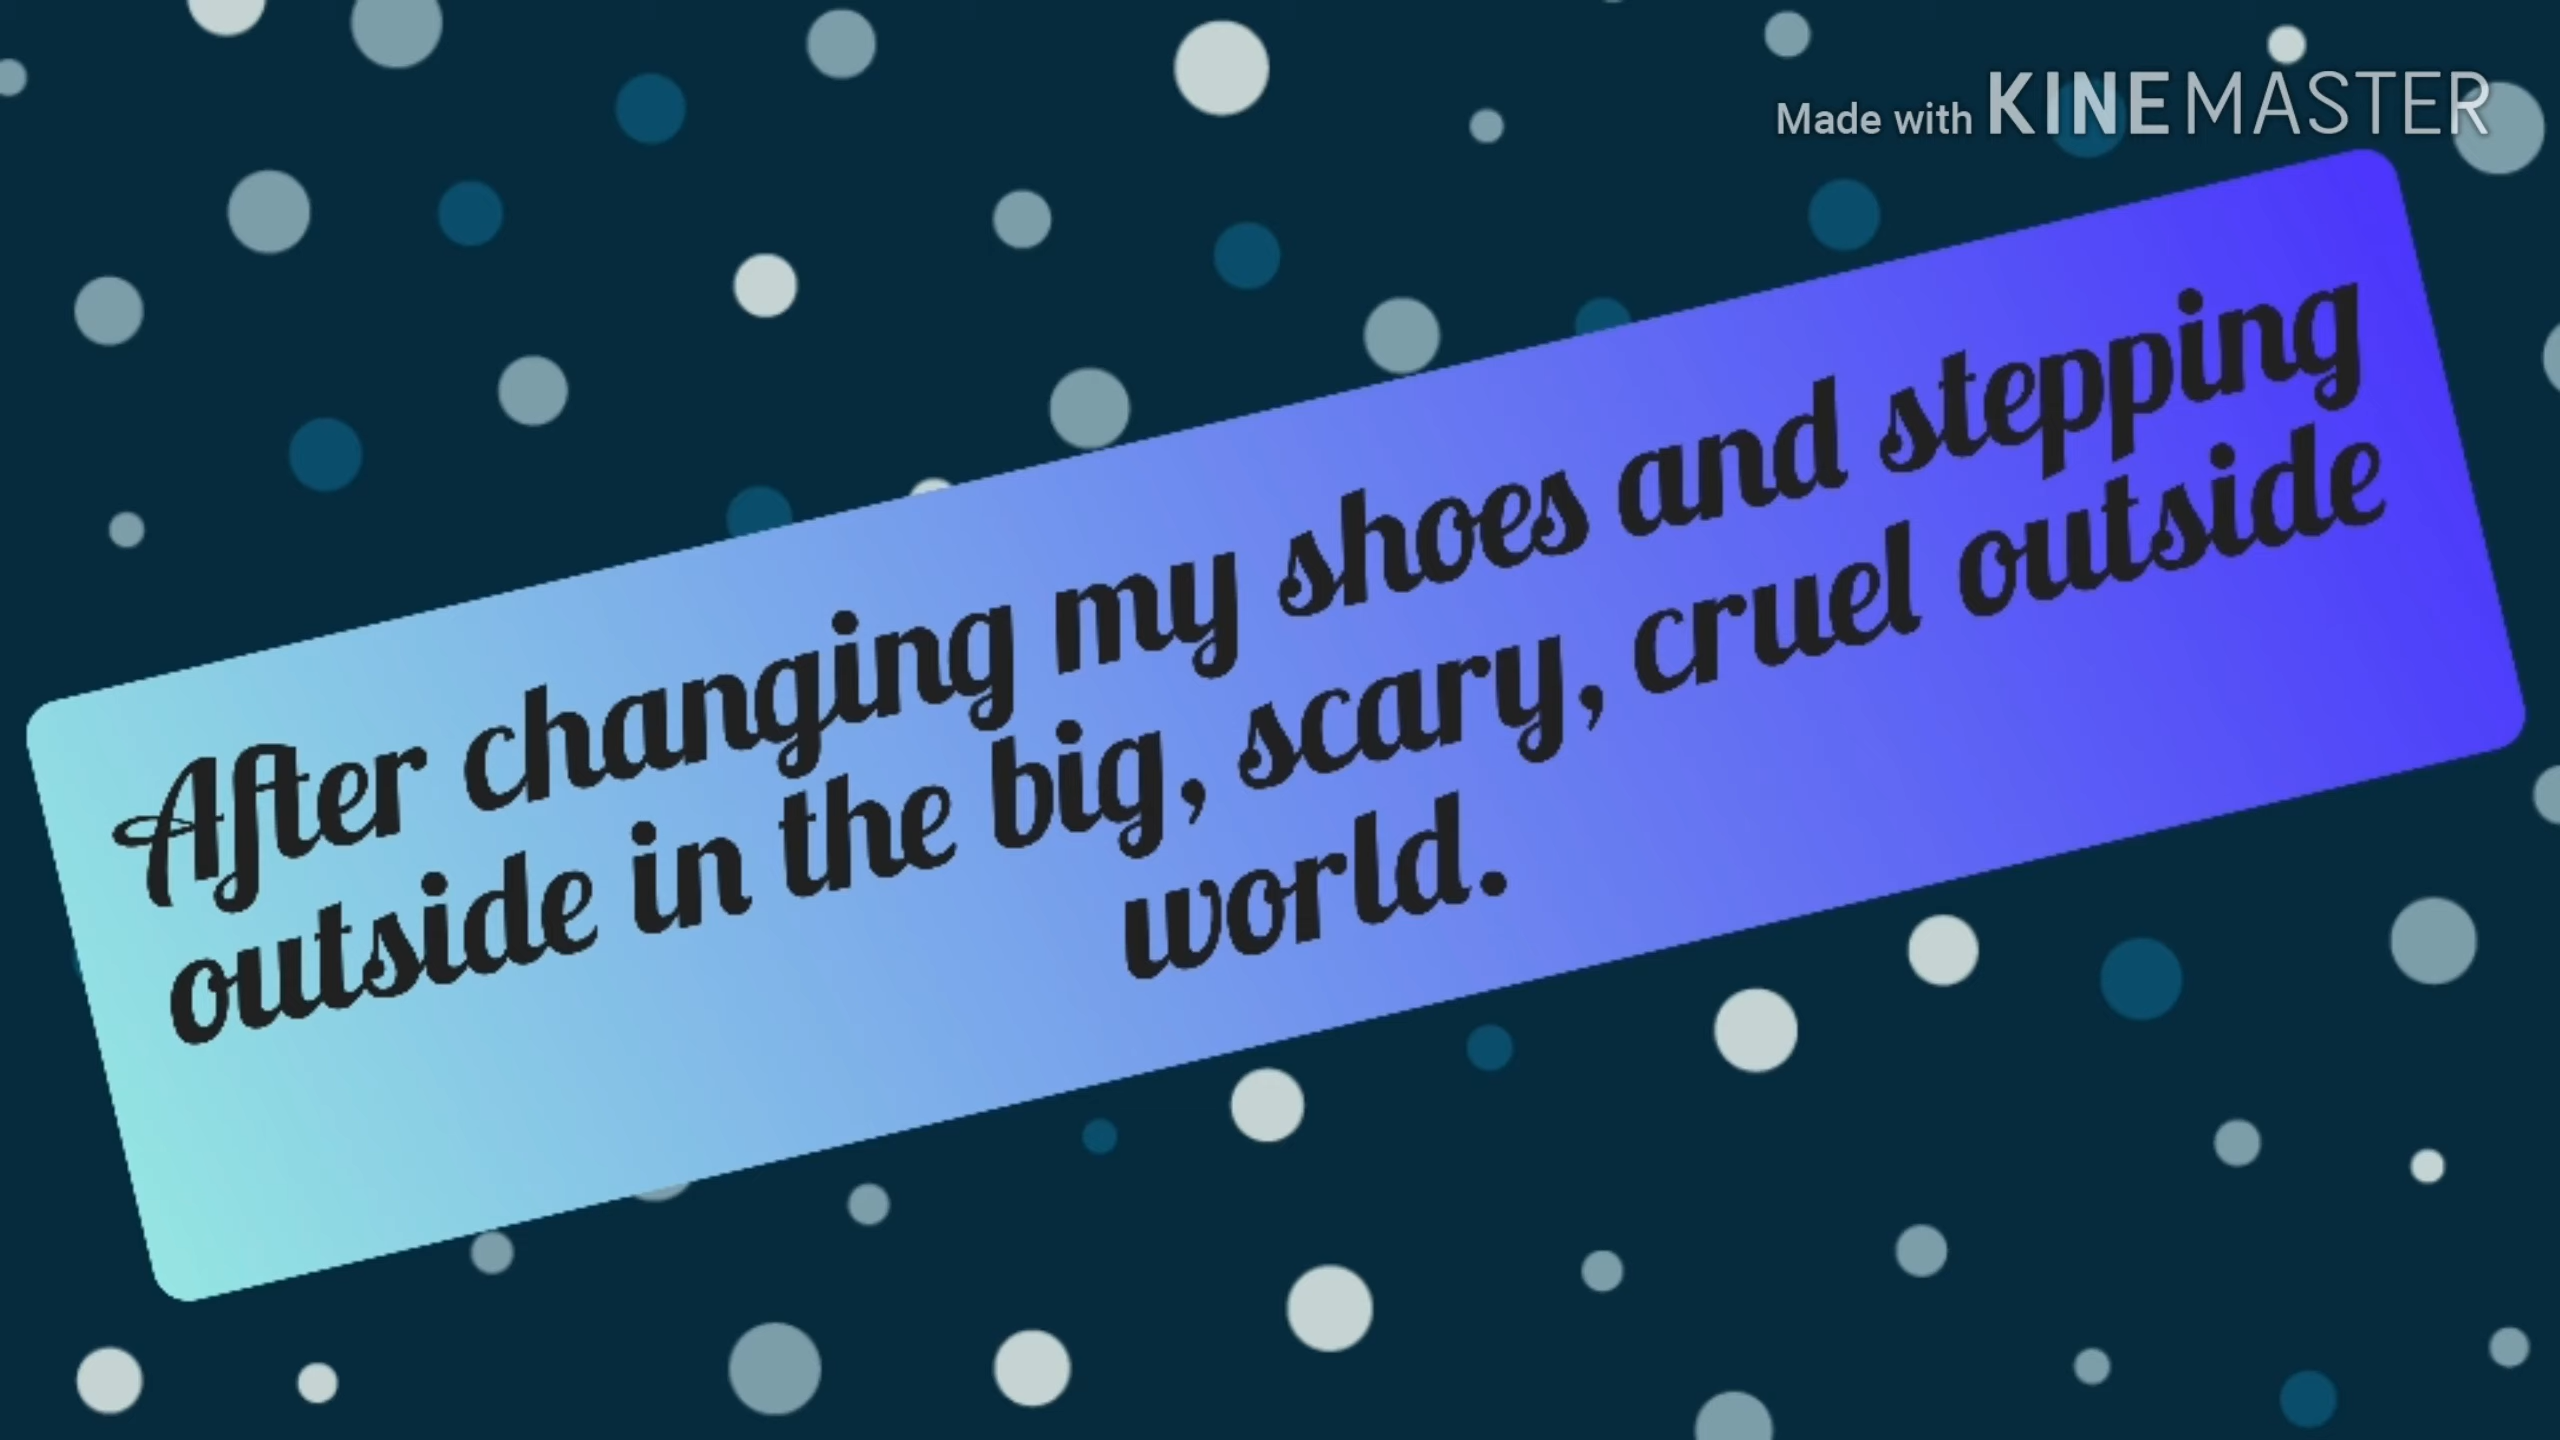 Made with KINEMASTER
After changing my shoes and stepping
outside in the big, scary, cruel outside
world.